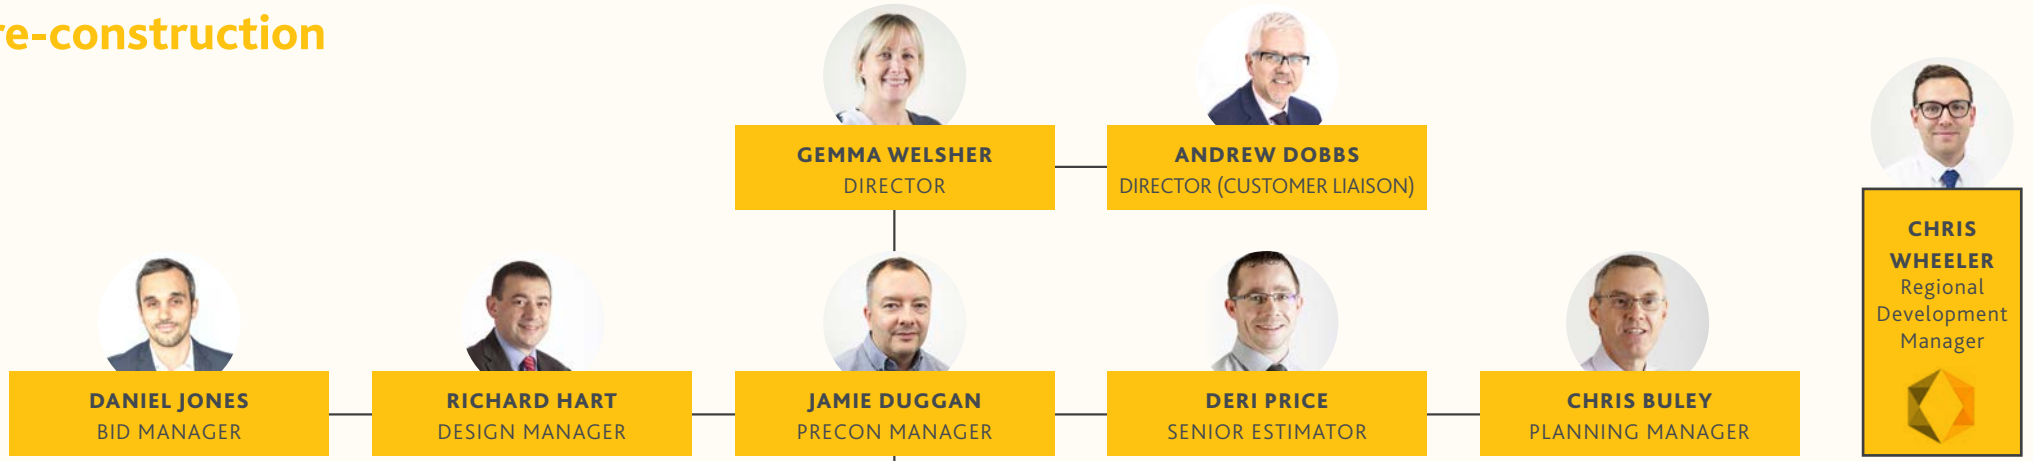 re-construction
GEMMA WELSHER
DIRECTOR
ANDREW DOBBS
DIRECTOR (CUSTOMER LIAISON)
CHRIS
WHEELER
Regional
Development
Manager
DANIEL JONES
BID MANAGER
RICHARD HART
DESIGN MANAGER
JAMIE DUGGAN
PRECON MANAGER
DERI PRICE
SENIOR ESTIMATOR
CHRIS BULEY
PLANNING MANAGER